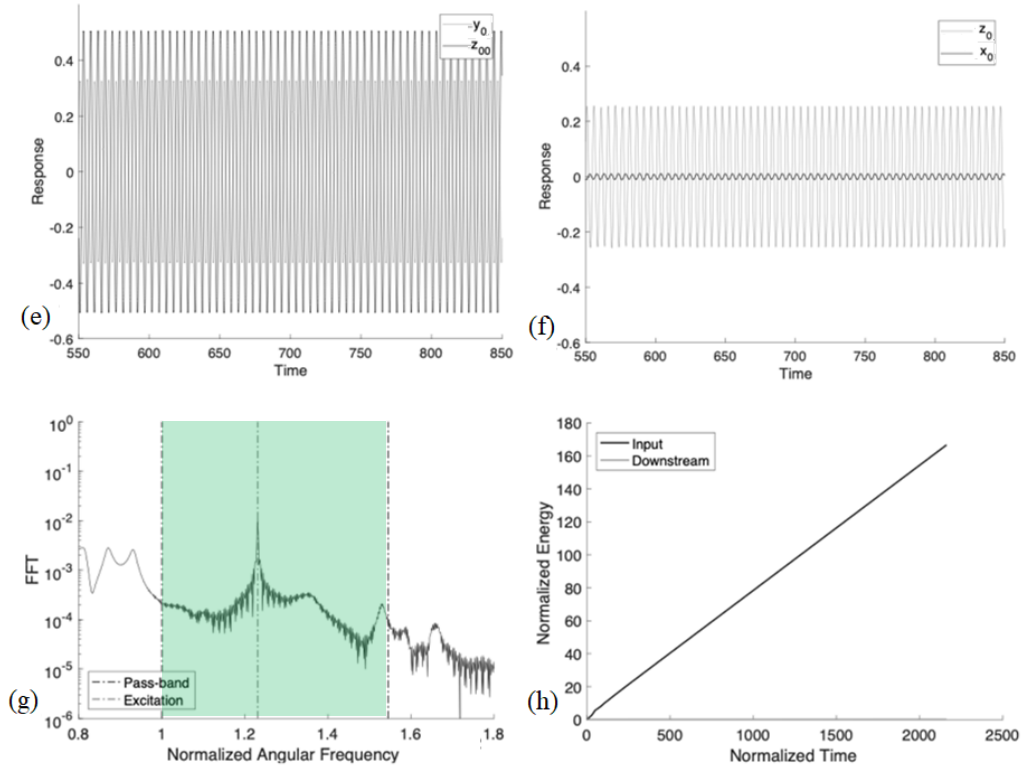 -y0
z00
0.4
0.2
0
-0.2
-0.4
-0.6
Response
550 600 650 700 750 800 850
Time
(e)
z0
x0
0.4
0.2
0
-0.2
-0.4
-0.6
Response
550 600 650 700 750 800 850
Time
(f)
10^0
10^-1
10^-2
10^-3
10^-4
10^-5
10^-6
FFT
Pass-band
Excitation
0.8 1 1.2 1.4 1.6 1.8
Normalized Angular Frequency
(g)
180
160
140
120
100
80
60
40
20
0
Normalized Energy
Input
Downstream
0 500 1000 1500 2000 2500
Normalized Time
(h)